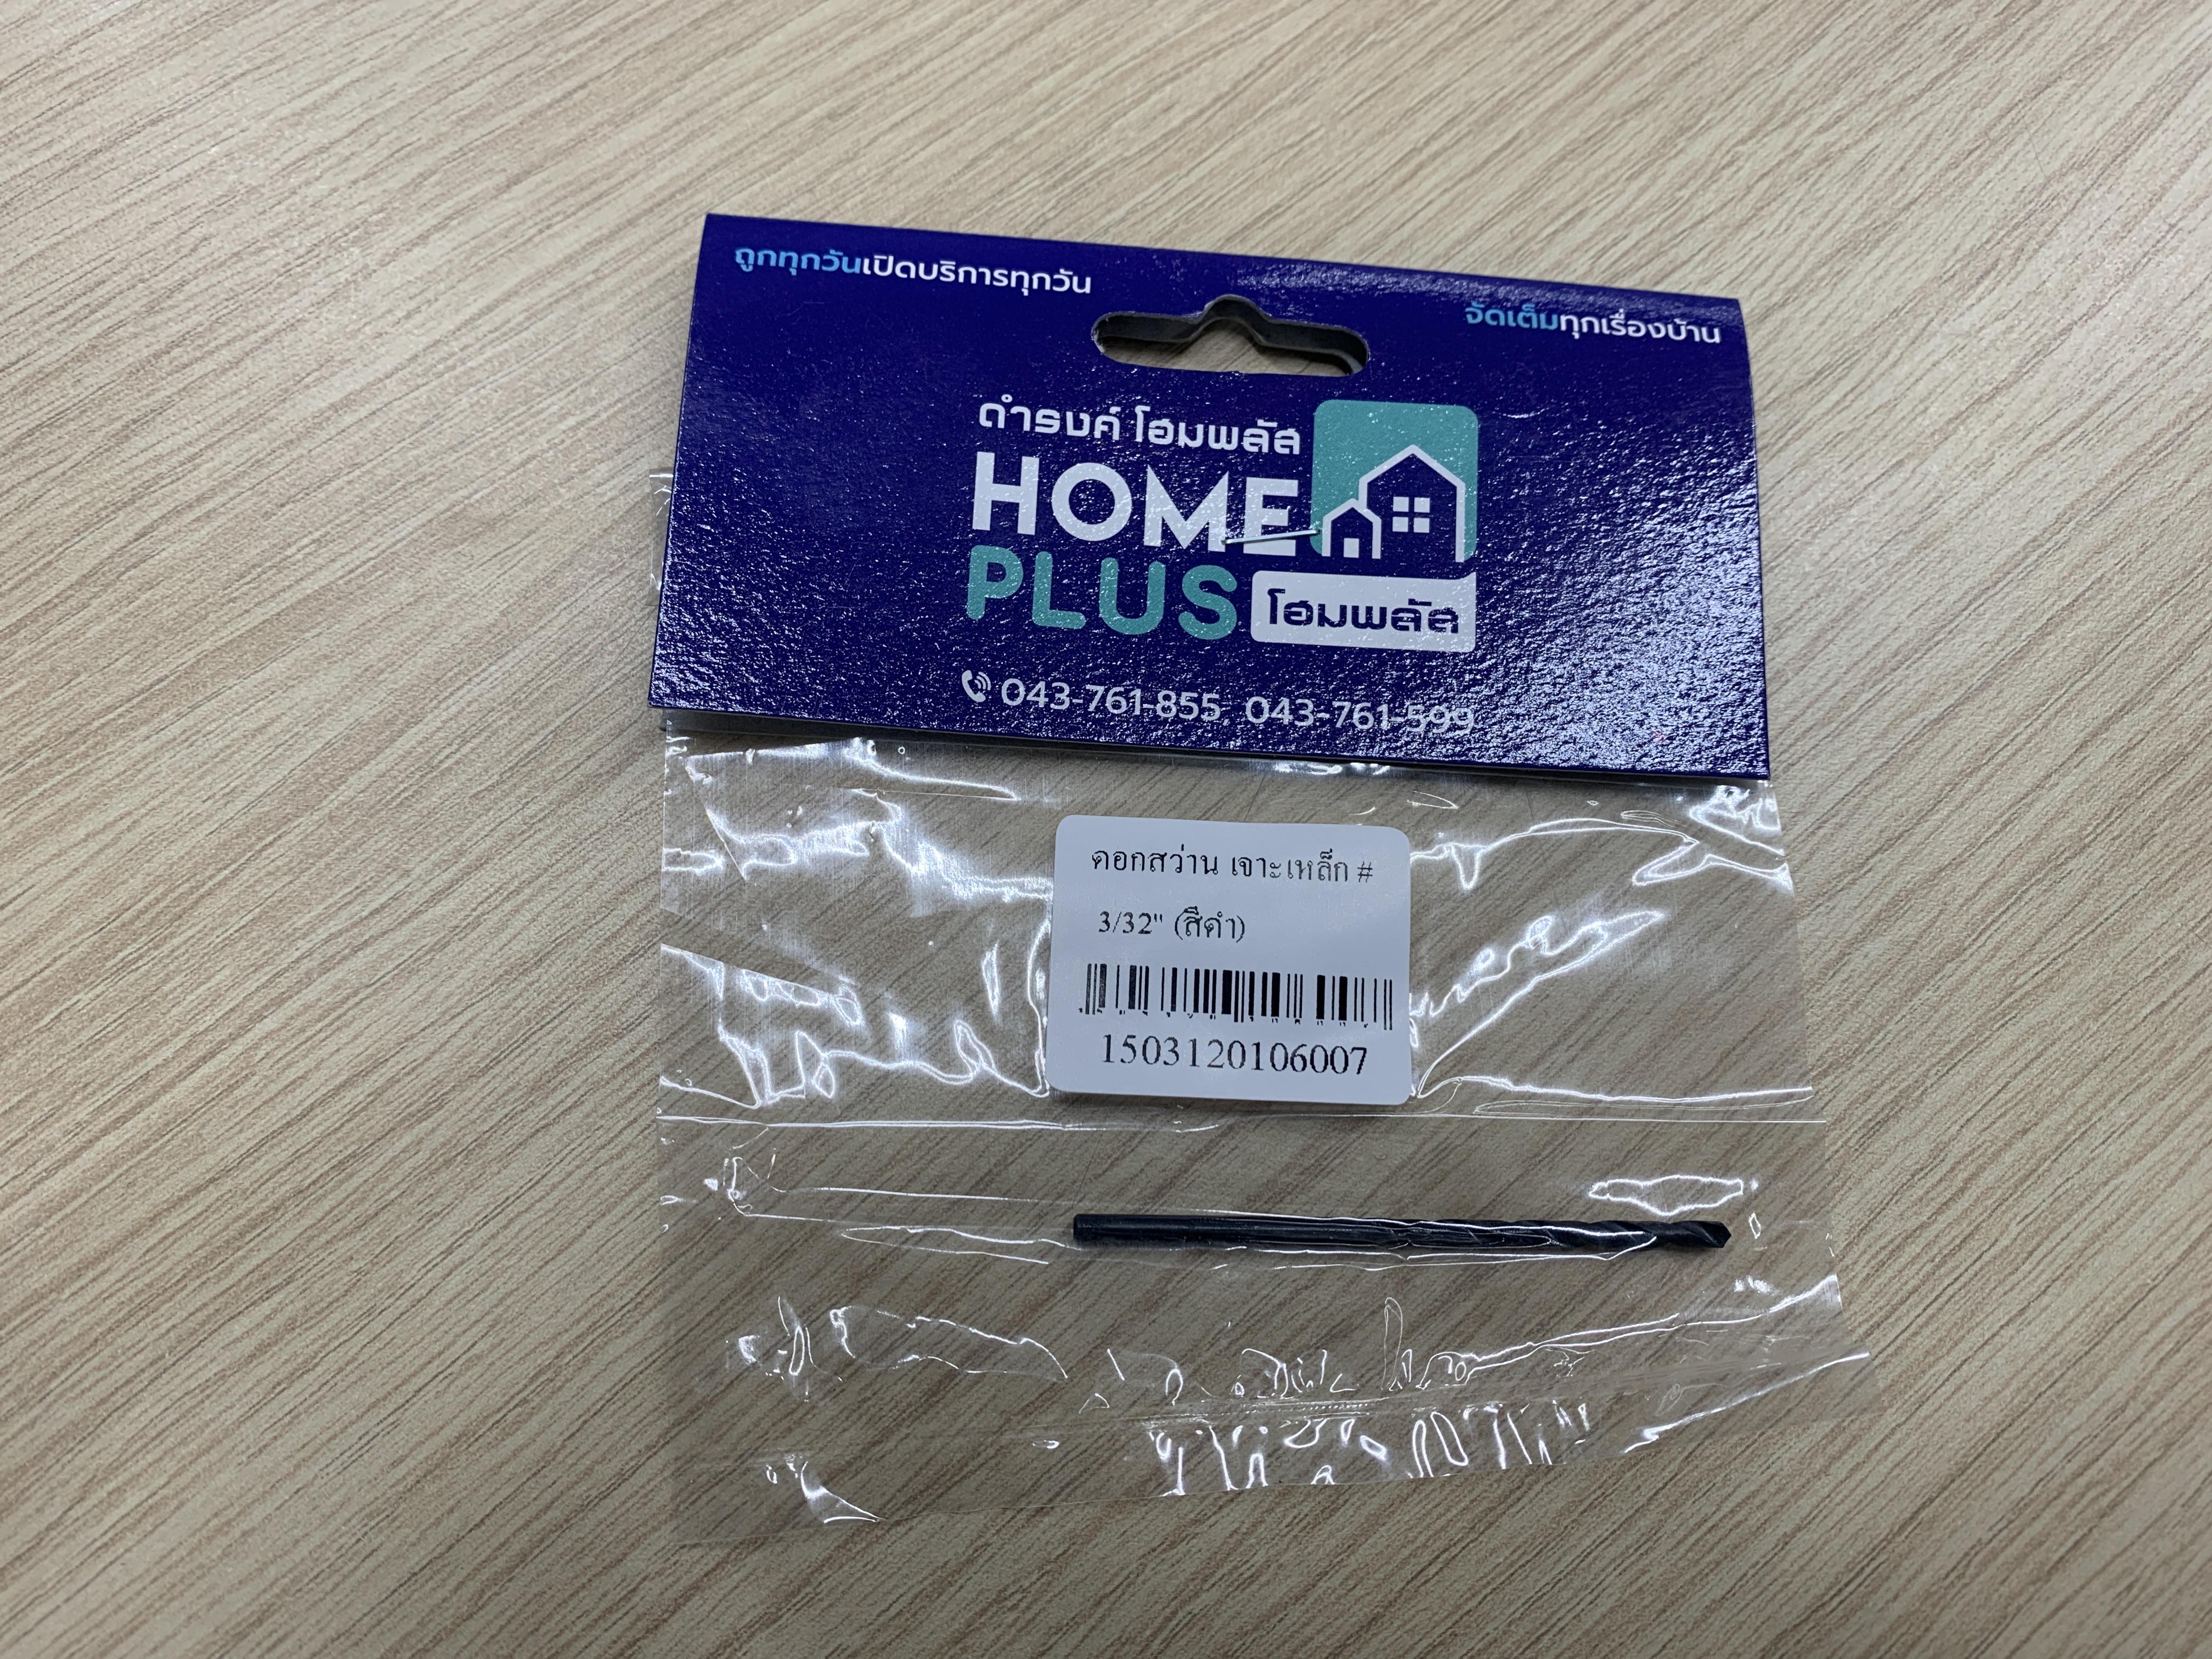 ถูกทุกวันเปิดบริการทุกวัน
จัดเต็มทุกเรื่องบ้าน
ดำรงค์ โฮมพลัส
HOME
PLUS โฮมพลัส
043-761-855, 043-761-599
ดอกสว่าน เจาะเหล็ก #
3/32" (สีดำ)
1503120106007